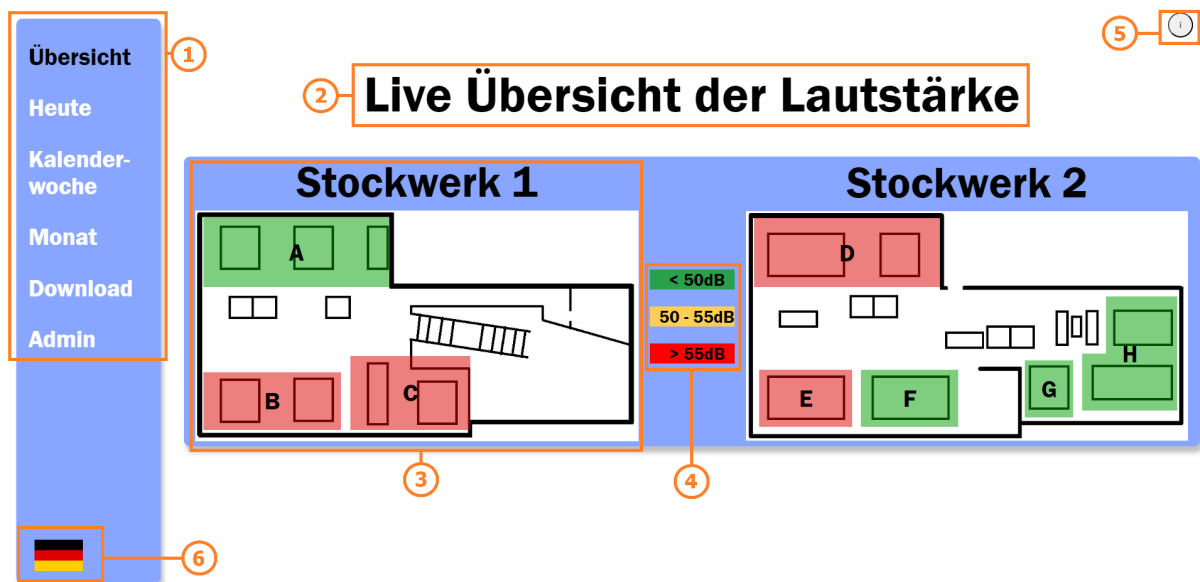 Übersicht
Heute
Kalender-
woche
Monat
Download
Admin
1
2
Live Übersicht der Lautstärke
5
i
Stockwerk 1
A
B
C
3
< 50dB
50 - 55dB
> 55dB
4
Stockwerk 2
D
E
F
G
H
6